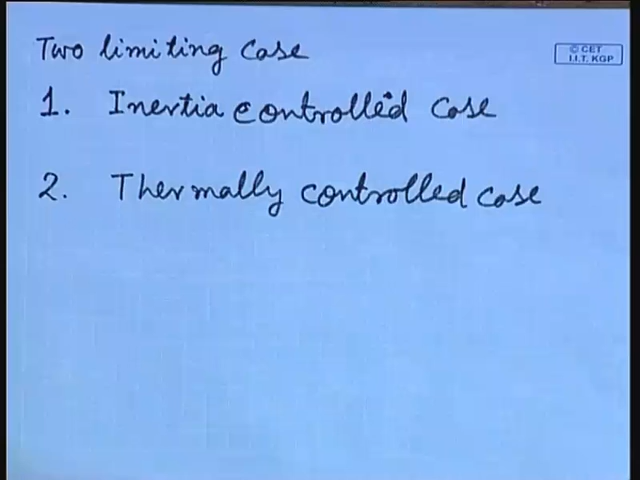 Two limiting case
© CET
I.I.T. KGP
1. Inertia controlled case
2. Thermally controlled case